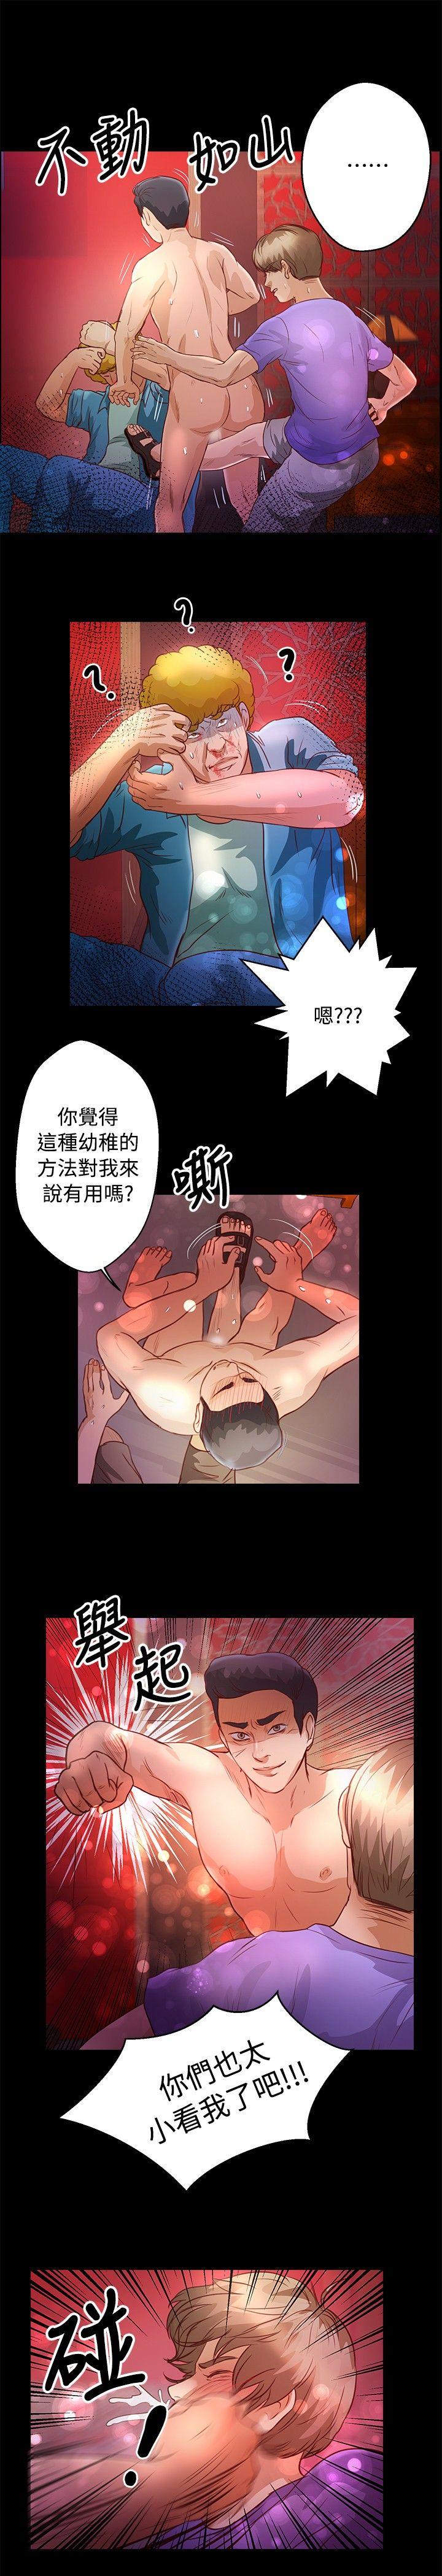 不動 如山
......
?
?
?
嗯???
你覺得
這種幼稚的
方法對我來
說有用嗎?
嘶
舉起
你們也太
小看我了吧!!!
碰!